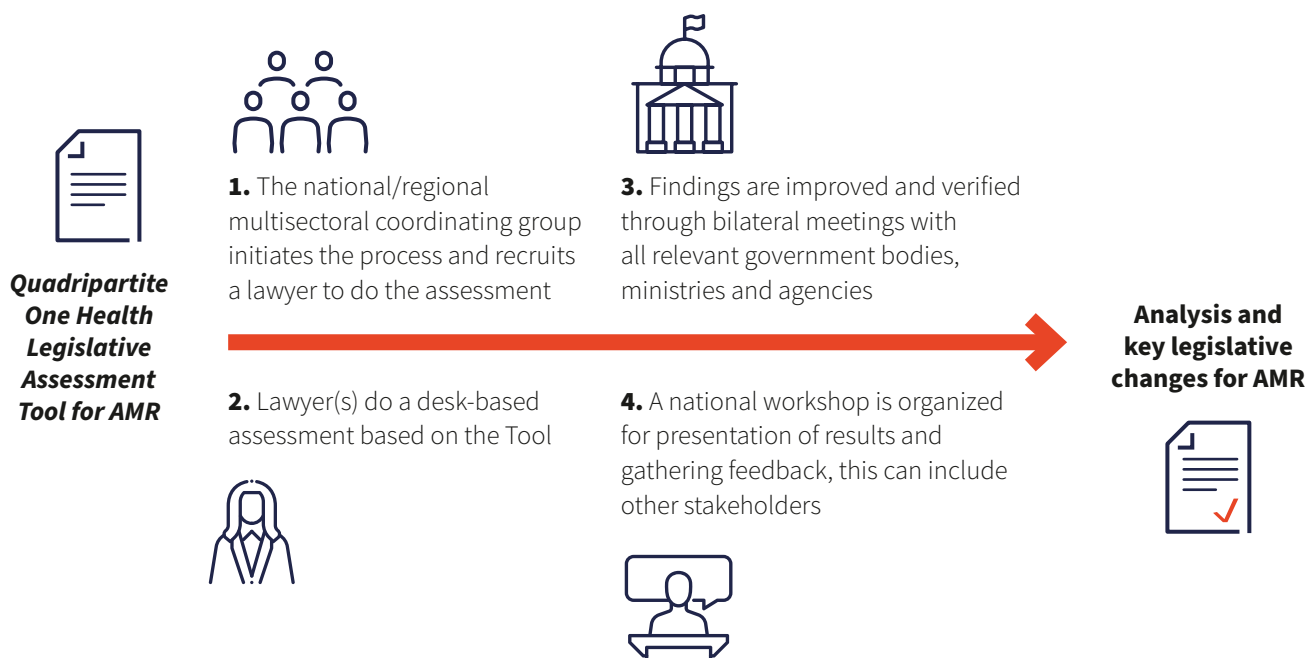 Quadripartite
One Health
Legislative
Assessment
Tool for AMR
1. The national/regional
multisectoral coordinating group
initiates the process and recruits
a lawyer to do the assessment
2. Lawyer(s) do a desk-based
assessment based on the Tool
3. Findings are improved and verified
through bilateral meetings with
all relevant government bodies,
ministries and agencies
4. A national workshop is organized
for presentation of results and
gathering feedback, this can include
other stakeholders
Analysis and
key legislative
changes for AMR